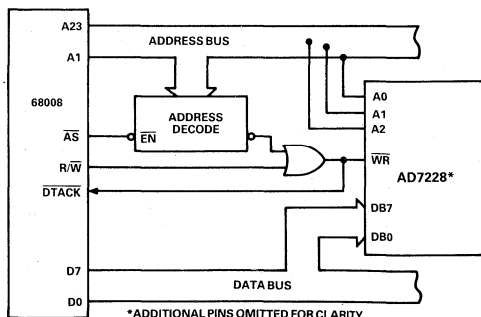 A23
ADDRESS BUS
A1
68008
ADDRESS
DECODE
AS
EN
R/W
DTACK
A0
A1
A2
WR
AD7228*
DB7
DB0
D7
DATA BUS
D0
*ADDITIONAL PINS OMITTED FOR CLARITY